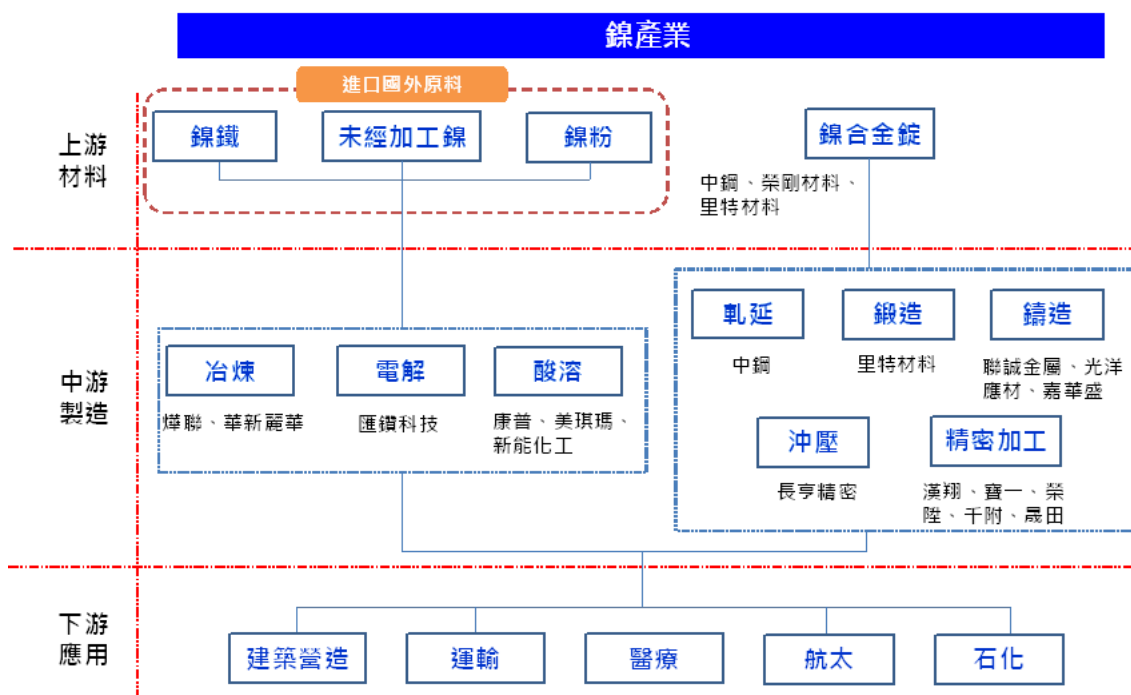 鎳產業
進口國外原料
上游
材料
鎳鐵
未經加工鎳
鎳粉
鎳合金錠
中鋼、榮剛材料、
里特材料
中游
製造
冶煉
燁聯、華新麗華
電解
匯鑽科技
酸溶
康普、美琪瑪、
新能化工
軋延
中鋼
鍛造
里特材料
鑄造
聯誠金屬、光洋
應材、嘉華盛
沖壓
長亨精密
精密加工
漢翔、寶一、榮
陞、千附、晟田
下游
應用
建築營造
運輸
醫療
航太
石化